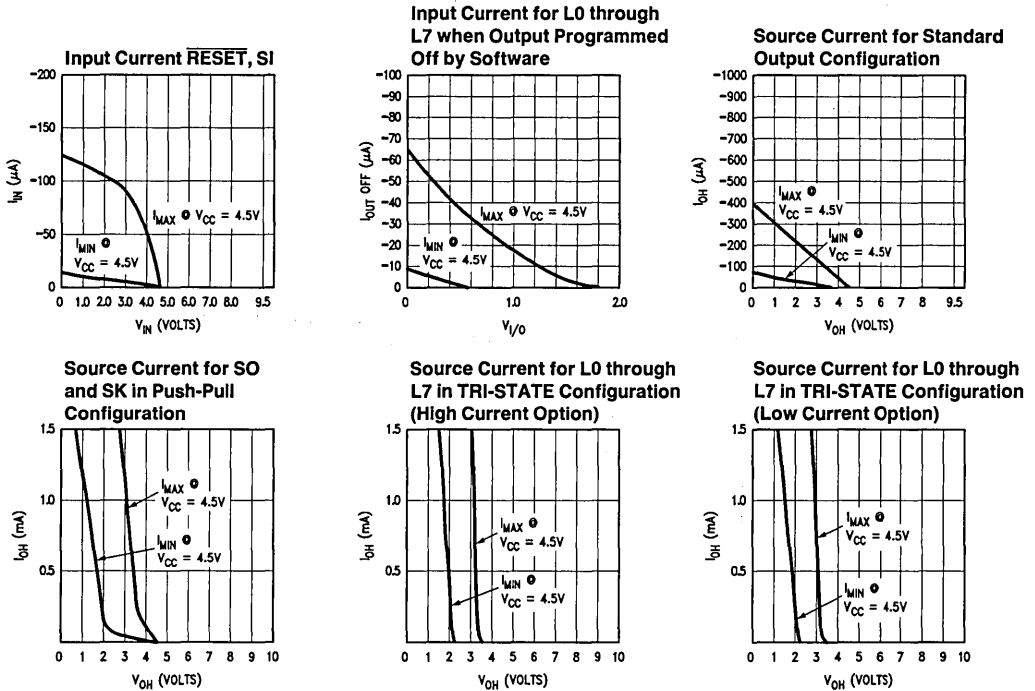 Input Current RESET, SI
-200
-150
-100
-50
0
I_IN (μA)
I_MAX @ V_CC = 4.5V
I_MIN @
V_CC = 4.5V
0 1.0 2.0 3.0 4.0 5.0 6.0 7.0 8.0 9.5
V_IN (VOLTS)
Input Current for L0 through
L7 when Output Programmed
Off by Software
-100
-90
-80
-70
-60
-50
-40
-30
-20
-10
0
I_OUT OFF (μA)
I_MAX @ V_CC = 4.5V
I_MIN @
V_CC = 4.5V
0 1.0 2.0
V_I/O
Source Current for Standard
Output Configuration
-1000
-900
-800
-700
-600
-500
-400
-300
-200
-100
0
I_OH (μA)
I_MAX @
V_CC = 4.5V
I_MIN @
V_CC = 4.5V
0 1 2 3 4 5 6 7 8 9.5
V_OH (VOLTS)
Source Current for SO
and SK in Push-Pull
Configuration
1.5
1.0
0.5
I_OH (mA)
I_MAX @
V_CC = 4.5V
I_MIN @
V_CC = 4.5V
0 1 2 3 4 5 6 7 8 9 10
V_OH (VOLTS)
Source Current for L0 through
L7 in TRI-STATE Configuration
(High Current Option)
1.5
1.0
0.5
I_OH (mA)
I_MAX @
V_CC = 4.5V
I_MIN @
V_CC = 4.5V
0 1 2 3 4 5 6 7 8 9 10
V_OH (VOLTS)
Source Current for L0 through
L7 in TRI-STATE Configuration
(Low Current Option)
1.5
1.0
0.5
I_OH (mA)
I_MAX @
V_CC = 4.5V
I_MIN @
V_CC = 4.5V
0 1 2 3 4 5 6 7 8 9 10
V_OH (VOLTS)